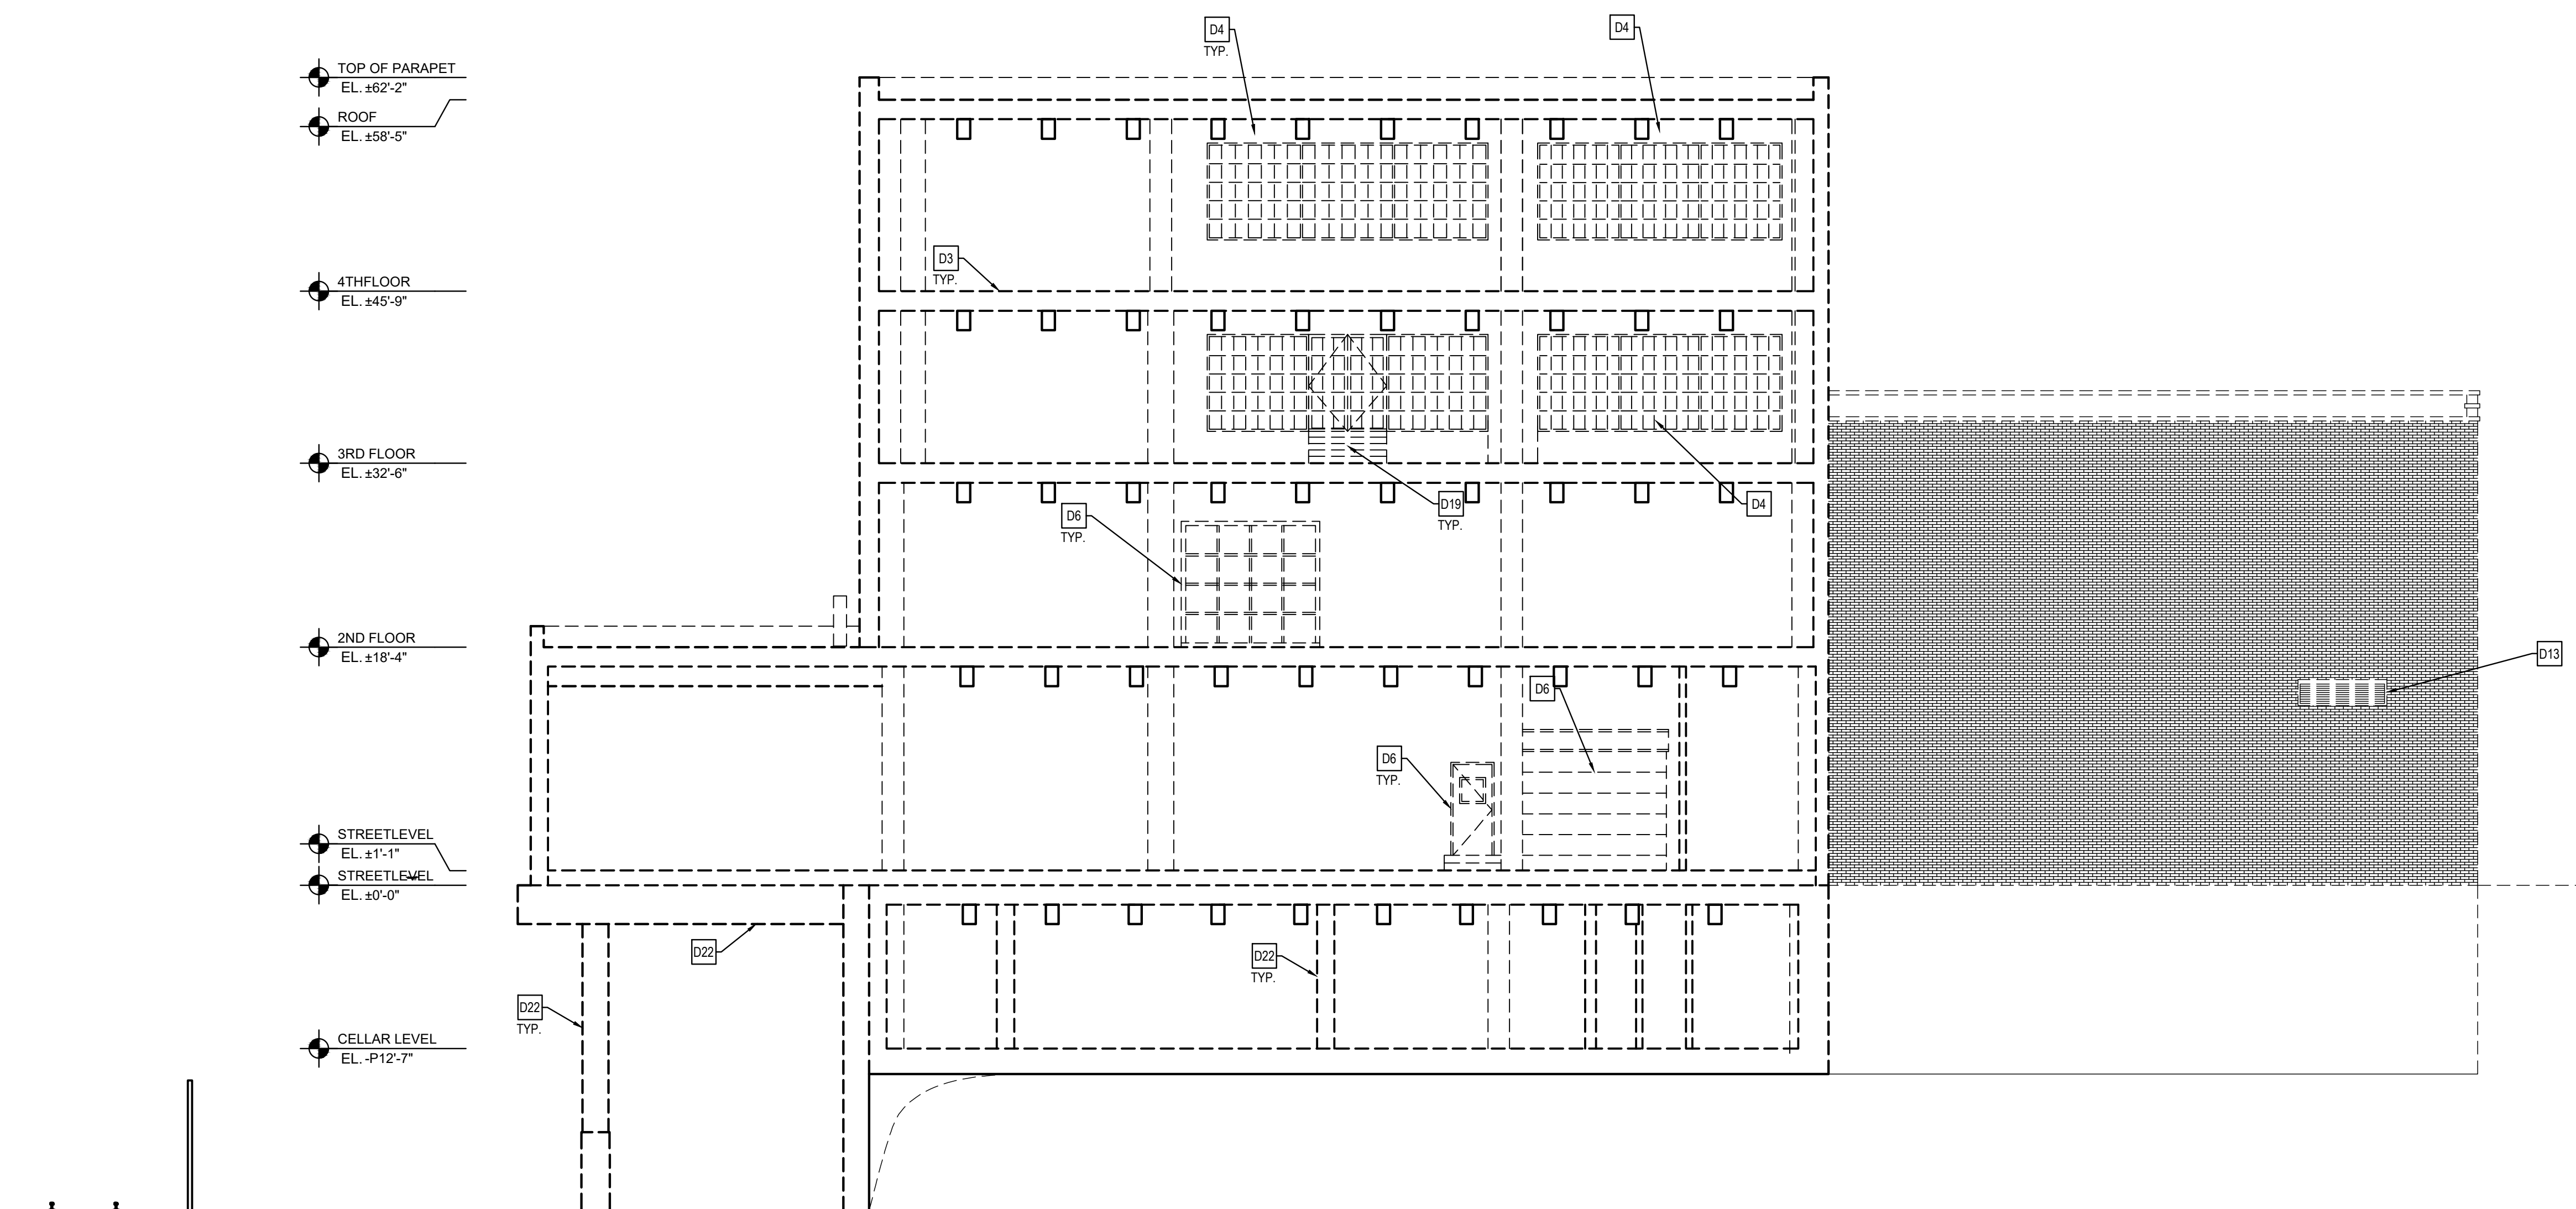 D4
TYP.
D4
TOP OF PARAPET
EL. ±62'-2"
ROOF
EL. ±58'-5"
D3
TYP.
4THFLOOR
EL. ±45'-9"
3RD FLOOR
EL. ±32'-6"
D19
TYP.
D4
D6
TYP.
2ND FLOOR
EL. ±18'-4"
D13
D6
D6
TYP.
STREETLEVEL
EL. ±1'-1"
STREETLEVEL
EL. ±0'-0"
D22
D22
TYP.
D22
TYP.
CELLAR LEVEL
EL. -P12'-7"